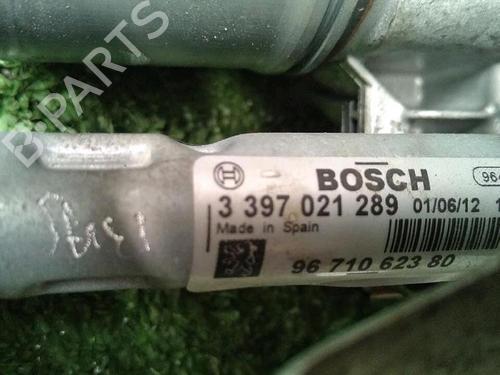 B-PARTS
BOSCH
3 397 021 289 01/06/12
Made in Spain
96 710 623 80